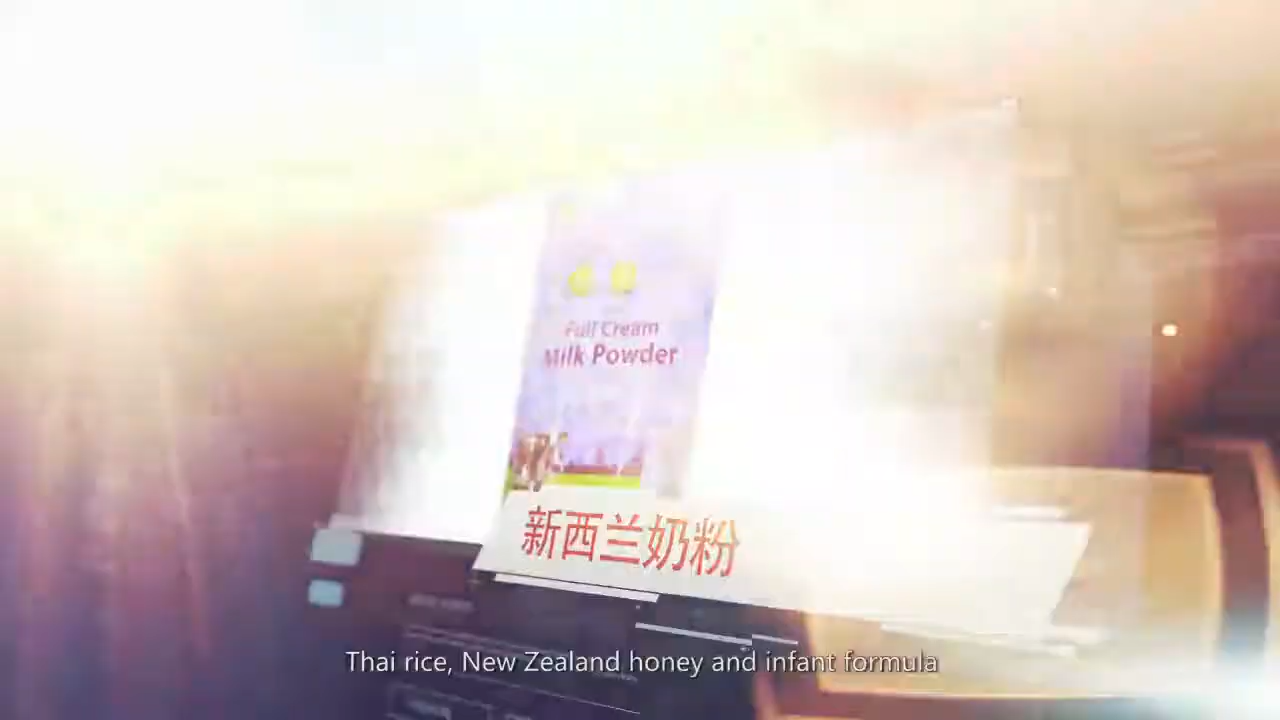 Full Cream
Milk Powder
新西兰奶粉
Thai rice, New Zealand honey and infant formula